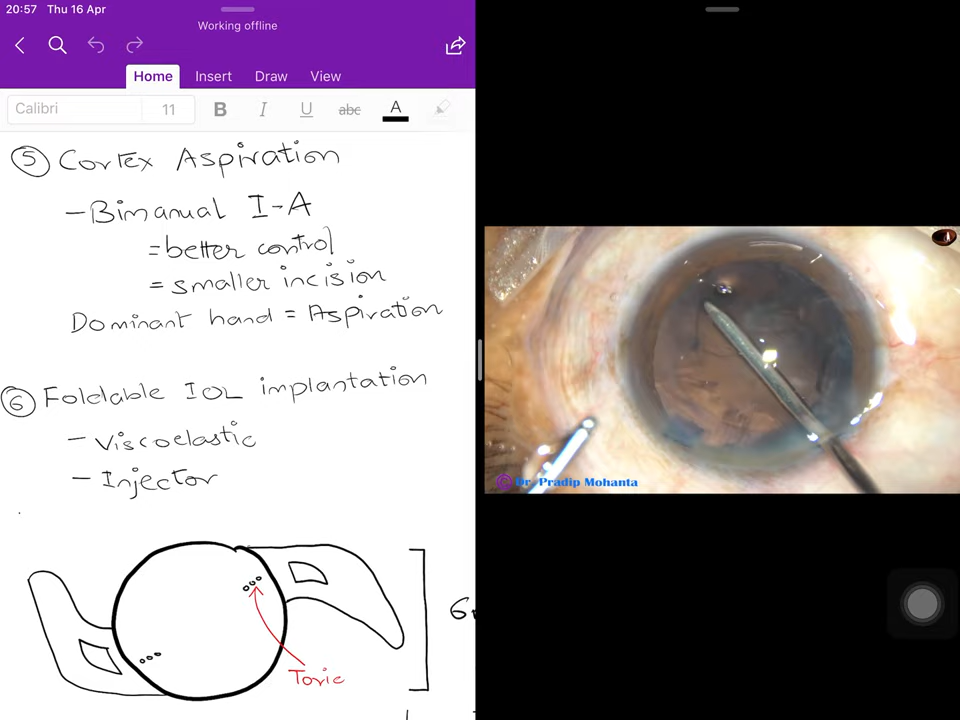 20:57 Thu 16 Apr
Working offline
Home Insert Draw View
Calibri 11 B I U abc A
⑤ Cortex Aspiration
- Bimanual I-A
= better control
= smaller incision
Dominant hand = Aspiration
⑥ Foldable IOL implantation
- Viscoelastic
- Injector
Toric
© Dr. Pradip Mohanta